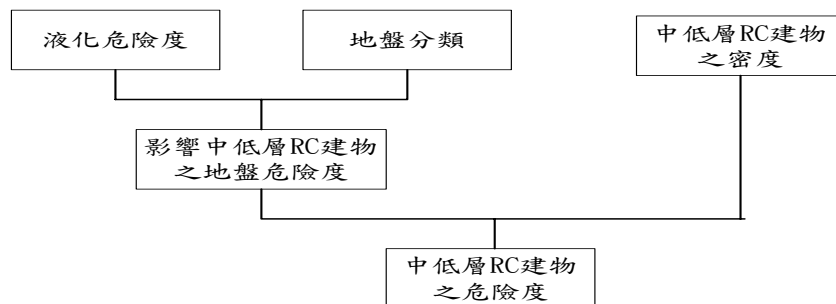 液化危險度
地盤分類
中低層RC建物
之密度
影響中低層RC建物
之地盤危險度
中低層RC建物
之危險度